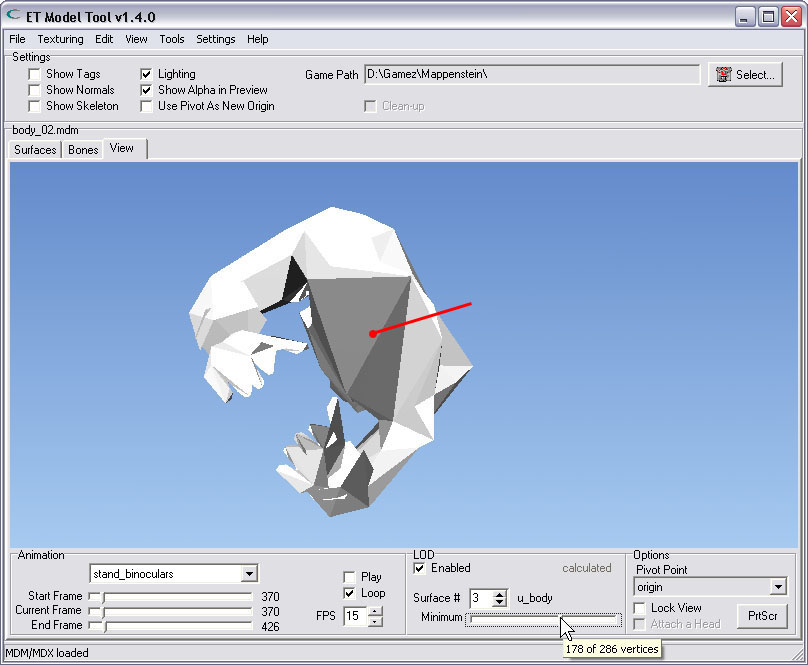 ET Model Tool v1.4.0
File Texturing Edit View Tools Settings Help
Settings
Show Tags Lighting Game Path D:\Gamez\Mappenstein\ Select...
Show Normals Show Alpha in Preview
Show Skeleton Use Pivot As New Origin Clean-up
body_02.mdm
Surfaces Bones View
Animation LOD Options
stand_binoculars Play Enabled calculated Pivot Point
Start Frame 370 Loop Surface # 3 u_body origin
Current Frame 370 FPS 15 Minimum Lock View PrtScr
End Frame 426 Attach a Head
178 of 286 vertices
MDM/MDX loaded